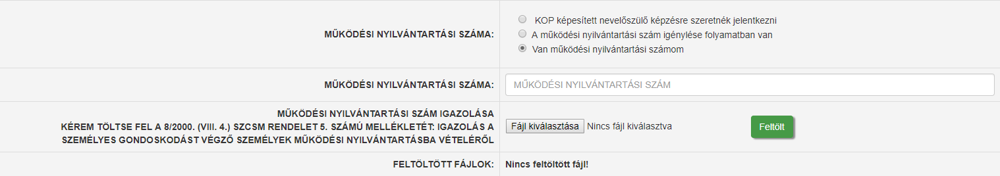 KOP képesített nevelőszülő képzésre szeretnék jelentkezni
MŰKÖDÉSI NYILVÁNTARTÁSI SZÁMA:
A működési nyilvántartási szám igénylése folyamatban van
Van működési nyilvántartási számom
MŰKÖDÉSI NYILVÁNTARTÁSI SZÁMA:
MŰKÖDÉSI NYILVÁNTARTÁSI SZÁM
MŰKÖDÉSI NYILVÁNTARTÁSI SZÁM IGAZOLÁSA
KÉREM TÖLTSE FEL A 8/2000. (VIII. 4.) SZCSM RENDELET 5. SZÁMÚ MELLÉKLETÉT: IGAZOLÁS A
SZEMÉLYES GONDOSKODÁST VÉGZŐ SZEMÉLYEK MŰKÖDÉSI NYILVÁNTARTÁSBA VÉTELÉRŐL
Fájl kiválasztása Nincs fájl kiválasztva
Feltölt
FELTÖLTÖTT FÁJLOK:
Nincs feltöltött fájl!